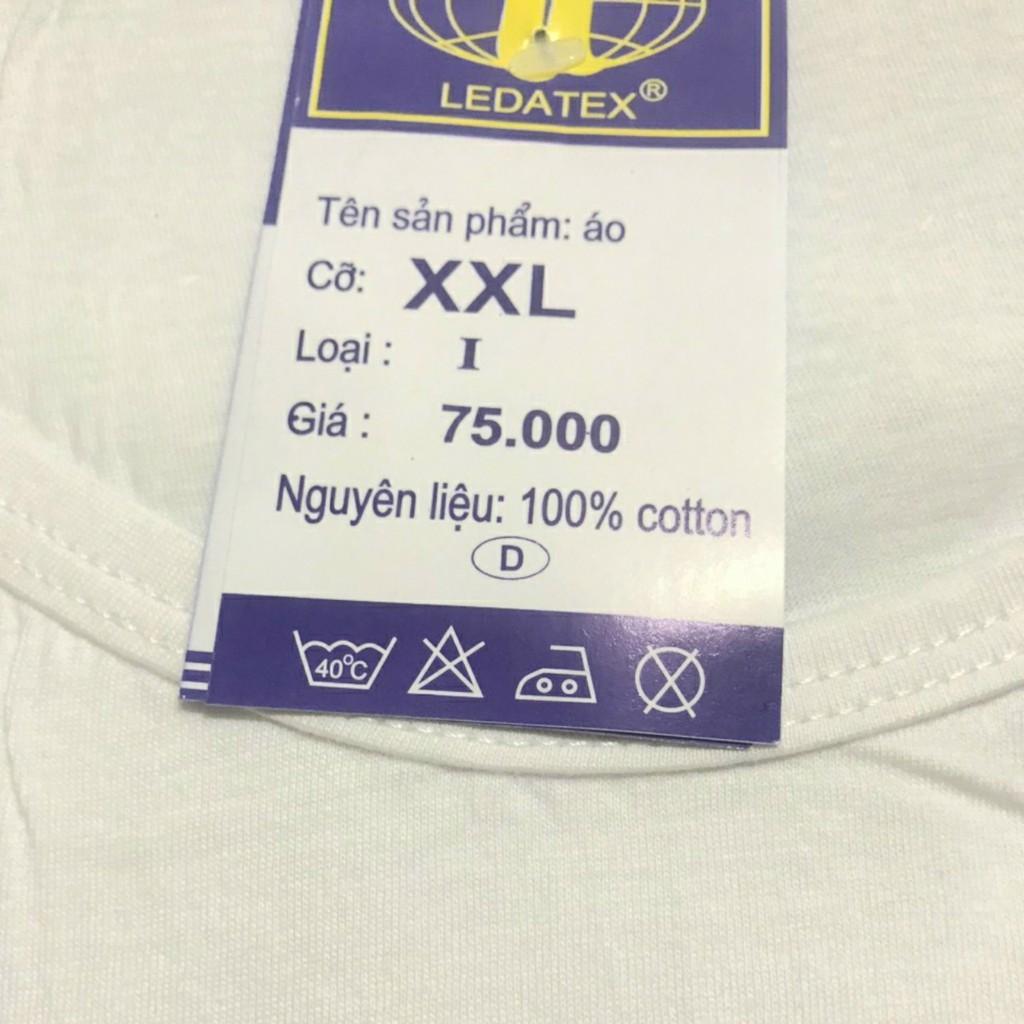 LEDATEX®
Tên sản phẩm: áo
Cỡ: XXL
Loại : I
Giá : 75.000
Nguyên liệu: 100% cotton
D
40°C